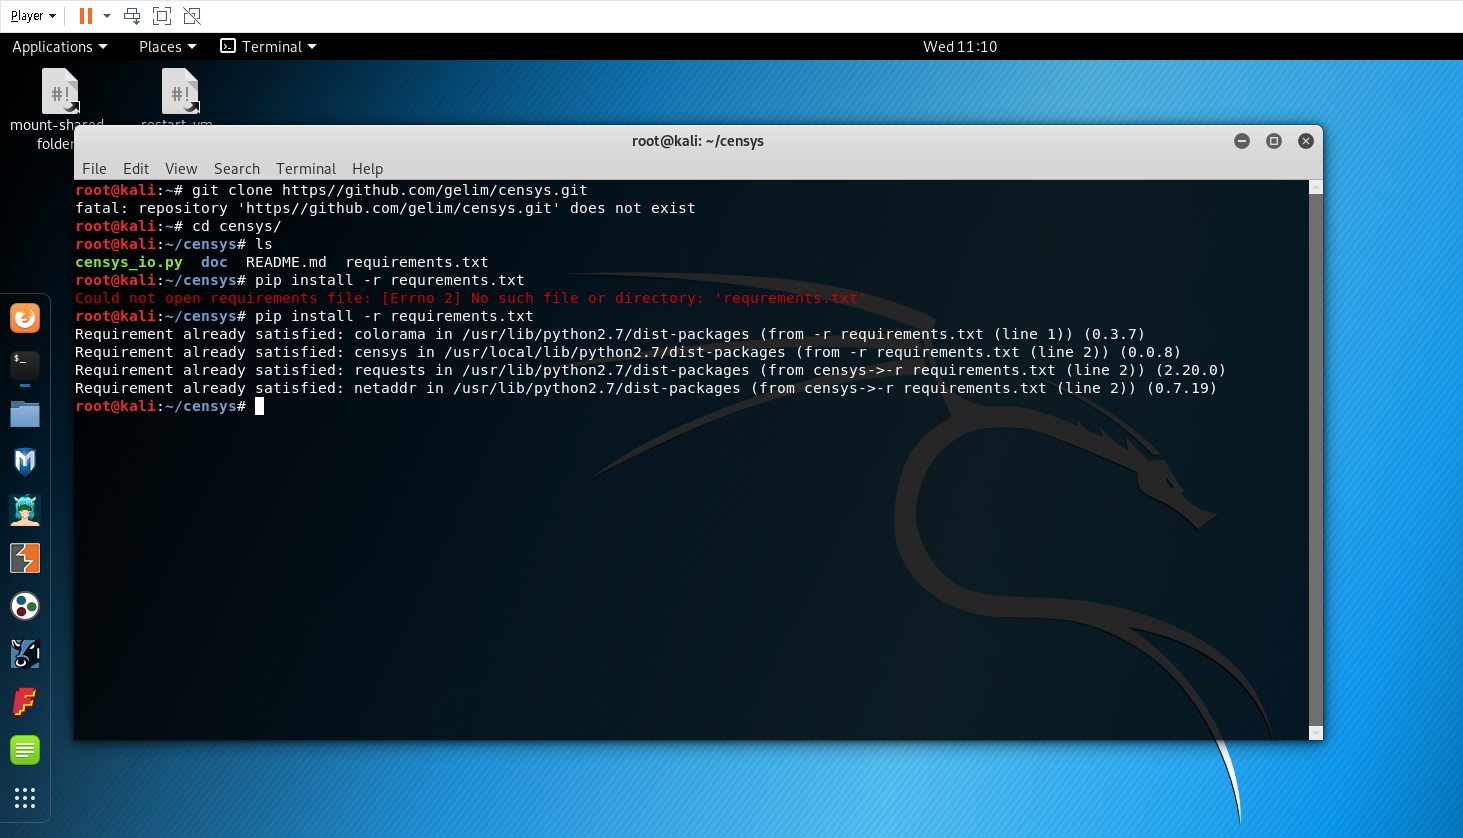 Player
Applications Places Terminal Wed 11:10
mount-shared
folder
restart-vm
root@kali: ~/censys
File Edit View Search Terminal Help
root@kali:~# git clone https//github.com/gelim/censys.git
fatal: repository 'https//github.com/gelim/censys.git' does not exist
root@kali:~# cd censys/
root@kali:~/censys# ls
censys_io.py doc README.md requirements.txt
root@kali:~/censys# pip install -r requrements.txt
Could not open requirements file: [Errno 2] No such file or directory: 'requrements.txt'
root@kali:~/censys# pip install -r requirements.txt
Requirement already satisfied: colorama in /usr/lib/python2.7/dist-packages (from -r requirements.txt (line 1)) (0.3.7)
Requirement already satisfied: censys in /usr/local/lib/python2.7/dist-packages (from -r requirements.txt (line 2)) (0.0.8)
Requirement already satisfied: requests in /usr/lib/python2.7/dist-packages (from censys->-r requirements.txt (line 2)) (2.20.0)
Requirement already satisfied: netaddr in /usr/lib/python2.7/dist-packages (from censys->-r requirements.txt (line 2)) (0.7.19)
root@kali:~/censys#